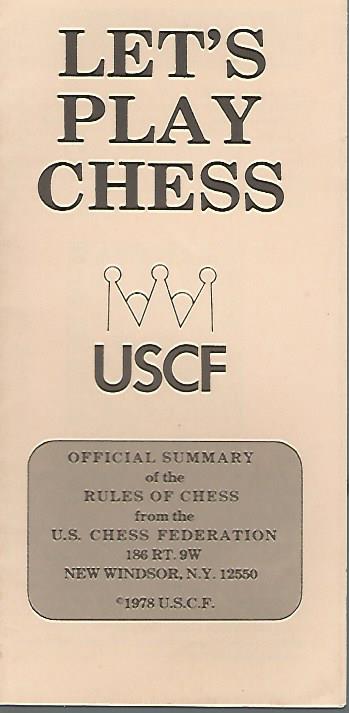 LET'S
PLAY
CHESS
USCF
OFFICIAL SUMMARY
of the
RULES OF CHESS
from the
U.S. CHESS FEDERATION
186 RT. 9W
NEW WINDSOR, N.Y. 12550
©1978 U.S.C.F.